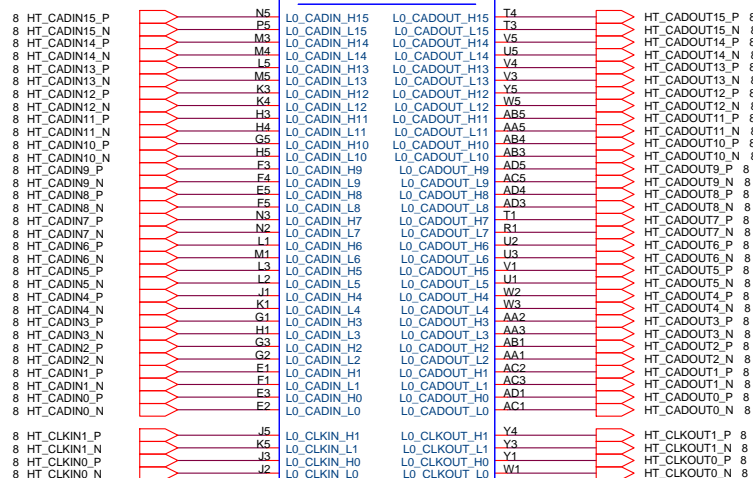 8 HT_CADIN15_P N5 L0_CADIN_H15 L0_CADOUT_H15 T4 HT_CADOUT15_P 8
8 HT_CADIN15_N P5 L0_CADIN_L15 L0_CADOUT_L15 T3 HT_CADOUT15_N 8
8 HT_CADIN14_P M3 L0_CADIN_H14 L0_CADOUT_H14 V5 HT_CADOUT14_P 8
8 HT_CADIN14_N M4 L0_CADIN_L14 L0_CADOUT_L14 U5 HT_CADOUT14_N 8
8 HT_CADIN13_P L5 L0_CADIN_H13 L0_CADOUT_H13 V4 HT_CADOUT13_P 8
8 HT_CADIN13_N M5 L0_CADIN_L13 L0_CADOUT_L13 V3 HT_CADOUT13_N 8
8 HT_CADIN12_P K3 L0_CADIN_H12 L0_CADOUT_H12 Y5 HT_CADOUT12_P 8
8 HT_CADIN12_N K4 L0_CADIN_L12 L0_CADOUT_L12 W5 HT_CADOUT12_N 8
8 HT_CADIN11_P H3 L0_CADIN_H11 L0_CADOUT_H11 AB5 HT_CADOUT11_P 8
8 HT_CADIN11_N H4 L0_CADIN_L11 L0_CADOUT_L11 AA5 HT_CADOUT11_N 8
8 HT_CADIN10_P G5 L0_CADIN_H10 L0_CADOUT_H10 AB4 HT_CADOUT10_P 8
8 HT_CADIN10_N H5 L0_CADIN_L10 L0_CADOUT_L10 AB3 HT_CADOUT10_N 8
8 HT_CADIN9_P F3 L0_CADIN_H9 L0_CADOUT_H9 AD5 HT_CADOUT9_P 8
8 HT_CADIN9_N F4 L0_CADIN_L9 L0_CADOUT_L9 AC5 HT_CADOUT9_N 8
8 HT_CADIN8_P E5 L0_CADIN_H8 L0_CADOUT_H8 AD4 HT_CADOUT8_P 8
8 HT_CADIN8_N F5 L0_CADIN_L8 L0_CADOUT_L8 AD3 HT_CADOUT8_N 8
8 HT_CADIN7_P N3 L0_CADIN_H7 L0_CADOUT_H7 T1 HT_CADOUT7_P 8
8 HT_CADIN7_N N2 L0_CADIN_L7 L0_CADOUT_L7 R1 HT_CADOUT7_N 8
8 HT_CADIN6_P L1 L0_CADIN_H6 L0_CADOUT_H6 U2 HT_CADOUT6_P 8
8 HT_CADIN6_N M1 L0_CADIN_L6 L0_CADOUT_L6 U3 HT_CADOUT6_N 8
8 HT_CADIN5_P L3 L0_CADIN_H5 L0_CADOUT_H5 V1 HT_CADOUT5_P 8
8 HT_CADIN5_N L2 L0_CADIN_L5 L0_CADOUT_L5 U1 HT_CADOUT5_N 8
8 HT_CADIN4_P J1 L0_CADIN_H4 L0_CADOUT_H4 W2 HT_CADOUT4_P 8
8 HT_CADIN4_N K1 L0_CADIN_L4 L0_CADOUT_L4 W3 HT_CADOUT4_N 8
8 HT_CADIN3_P G1 L0_CADIN_H3 L0_CADOUT_H3 AA2 HT_CADOUT3_P 8
8 HT_CADIN3_N H1 L0_CADIN_L3 L0_CADOUT_L3 AA3 HT_CADOUT3_N 8
8 HT_CADIN2_P G3 L0_CADIN_H2 L0_CADOUT_H2 AB1 HT_CADOUT2_P 8
8 HT_CADIN2_N G2 L0_CADIN_L2 L0_CADOUT_L2 AA1 HT_CADOUT2_N 8
8 HT_CADIN1_P E1 L0_CADIN_H1 L0_CADOUT_H1 AC2 HT_CADOUT1_P 8
8 HT_CADIN1_N F1 L0_CADIN_L1 L0_CADOUT_L1 AC3 HT_CADOUT1_N 8
8 HT_CADIN0_P E3 L0_CADIN_H0 L0_CADOUT_H0 AD1 HT_CADOUT0_P 8
8 HT_CADIN0_N E2 L0_CADIN_L0 L0_CADOUT_L0 AC1 HT_CADOUT0_N 8
8 HT_CLKIN1_P J5 L0_CLKIN_H1 L0_CLKOUT_H1 Y4 HT_CLKOUT1_P 8
8 HT_CLKIN1_N K5 L0_CLKIN_L1 L0_CLKOUT_L1 Y3 HT_CLKOUT1_N 8
8 HT_CLKIN0_P J3 L0_CLKIN_H0 L0_CLKOUT_H0 Y1 HT_CLKOUT0_P 8
8 HT_CLKIN0_N J2 L0_CLKIN_L0 L0_CLKOUT_L0 W1 HT_CLKOUT0_N 8